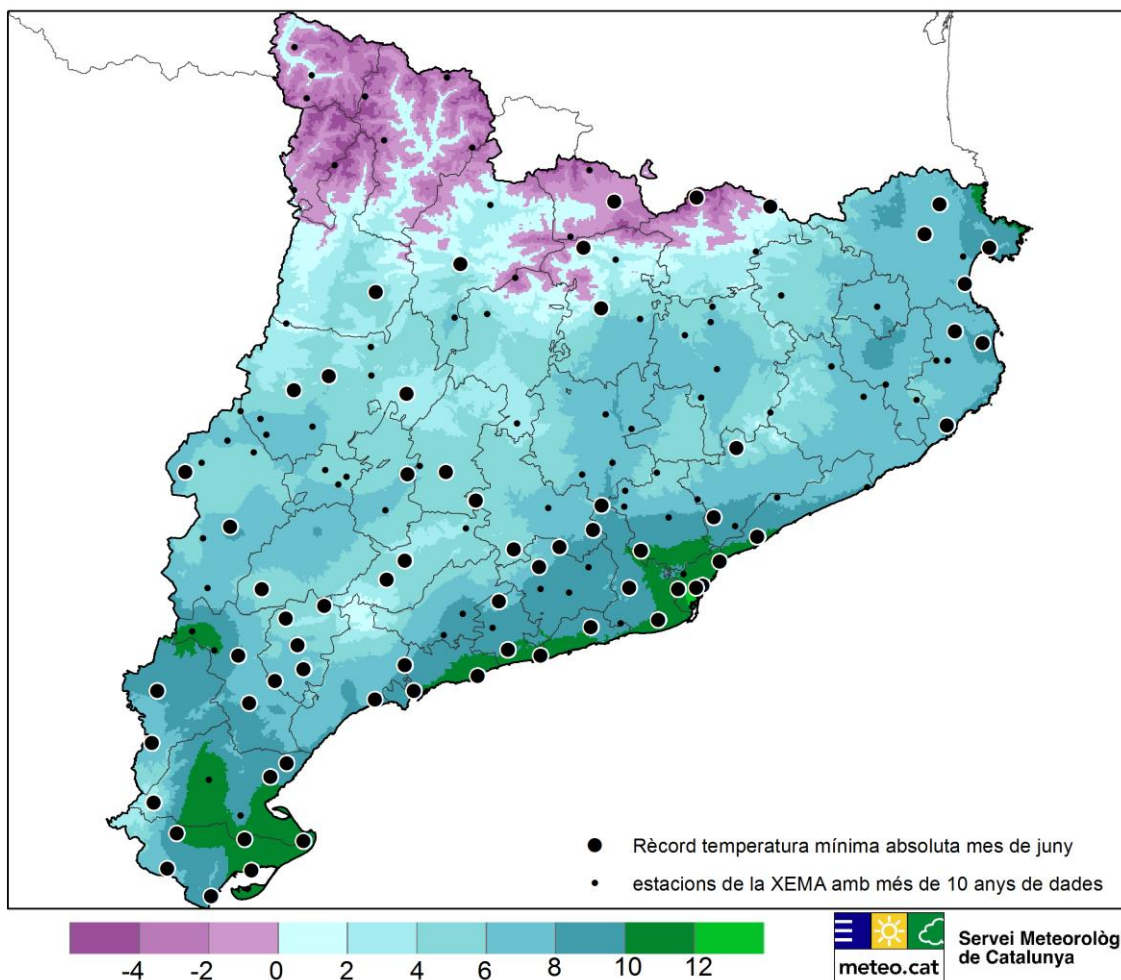 Rècord temperatura mínima absoluta mes de juny
estacions de la XEMA amb més de 10 anys de dades
-4 -2 0 2 4 6 8 10 12
meteo.cat
Servei Meteorològ
de Catalunya